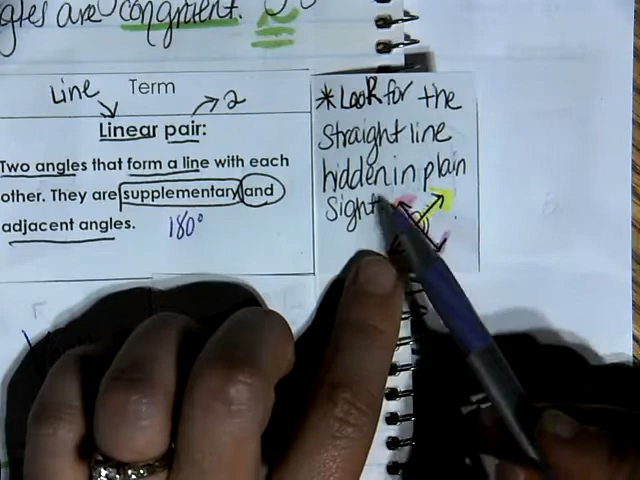 gles are congruent.
Line Term 2
Linear pair:
Two angles that form a line with each
other. They are supplementary and
adjacent angles. 180°
*Look for the
Straight line
hidden in plain
Sight